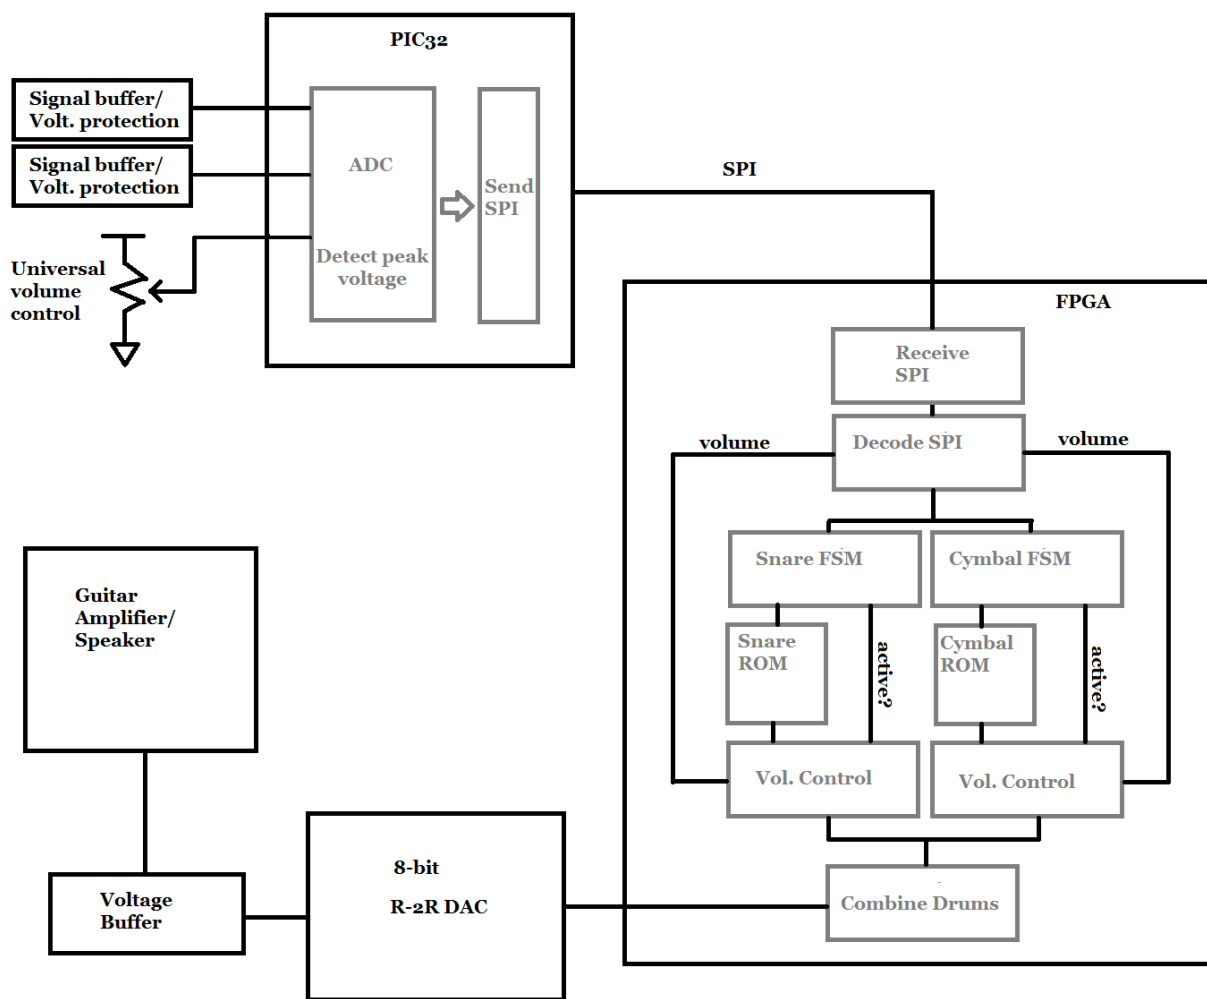 PIC32
Signal buffer/
Volt. protection
Signal buffer/
Volt. protection
ADC
Send
SPI
Detect peak
voltage
Universal
volume
control
SPI
FPGA
Receive
SPI
volume
Decode SPI
volume
Snare FSM
Cymbal FSM
Snare
ROM
active?
Cymbal
ROM
active?
Vol. Control
Vol. Control
Combine Drums
Guitar
Amplifier/
Speaker
8-bit
R-2R DAC
Voltage
Buffer